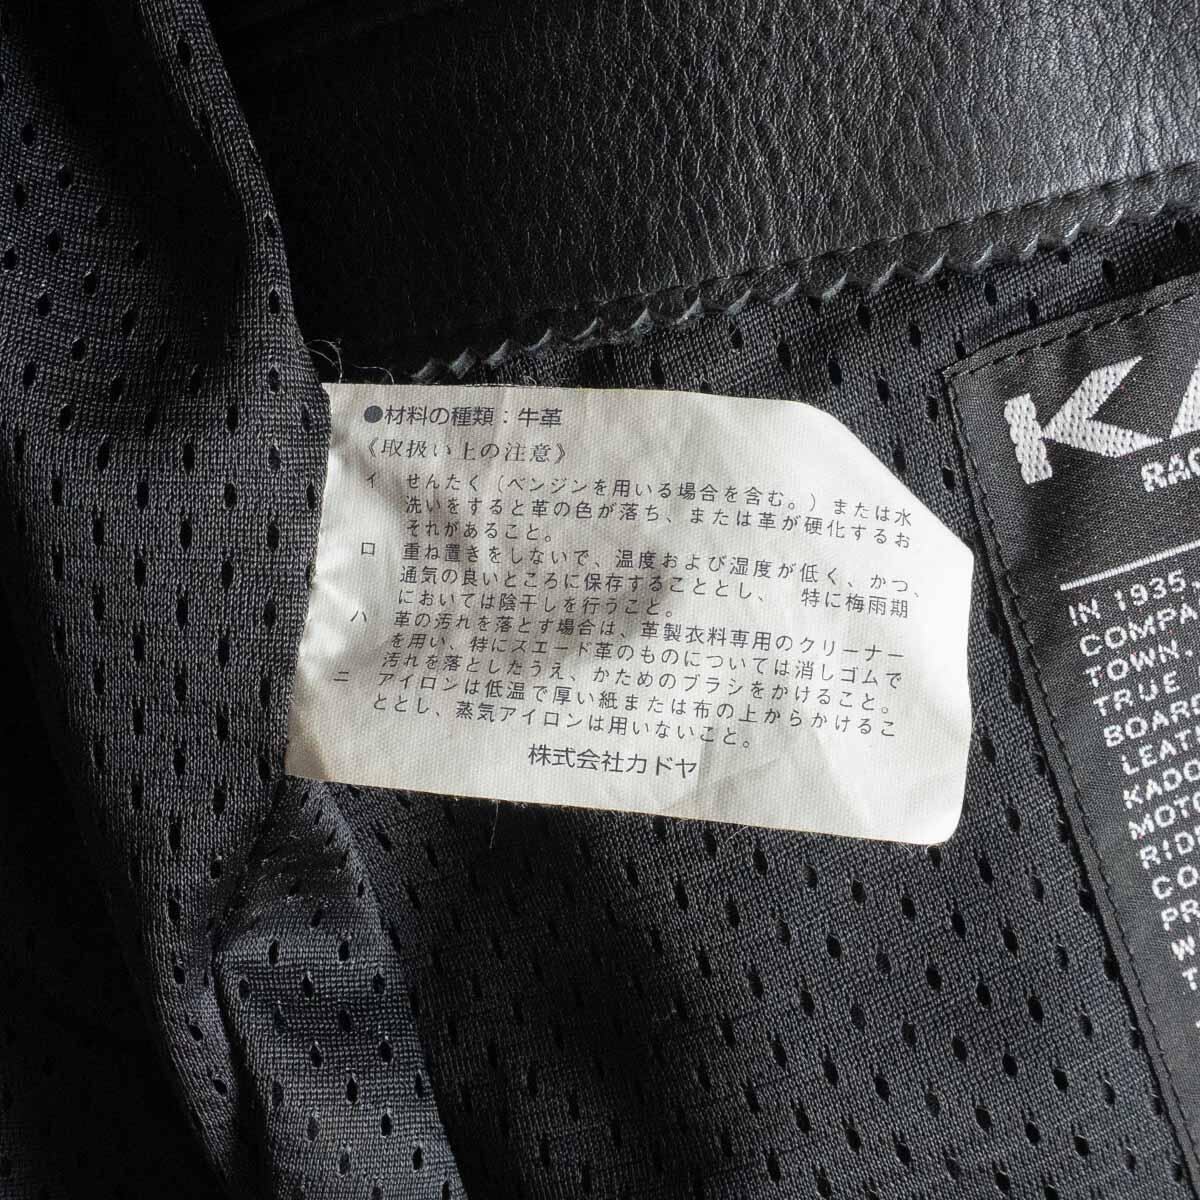 ●材料の種類：牛革
《取扱い上の注意》
イ せんたく（ベンジンを用いる場合を含む。）または水
洗いをすると革の色が落ち、または革が硬化するお
それがあること。
ロ 重ね置きをしないで、温度および湿度が低く、かつ、
通気の良いところに保存することとし、 特に梅雨期
においては陰干しを行うこと。
ハ 革の汚れを落とす場合は、革製衣料専用のクリーナー
を用い、特にスエード革のものについては消しゴムで
汚れを落としたうえ、かためのブラシをかけること。
ニ アイロンは低温で厚い紙または布の上からかけるこ
ととし、蒸気アイロンは用いないこと。
株式会社カドヤ
IN 1935
TOWN.
TRUE